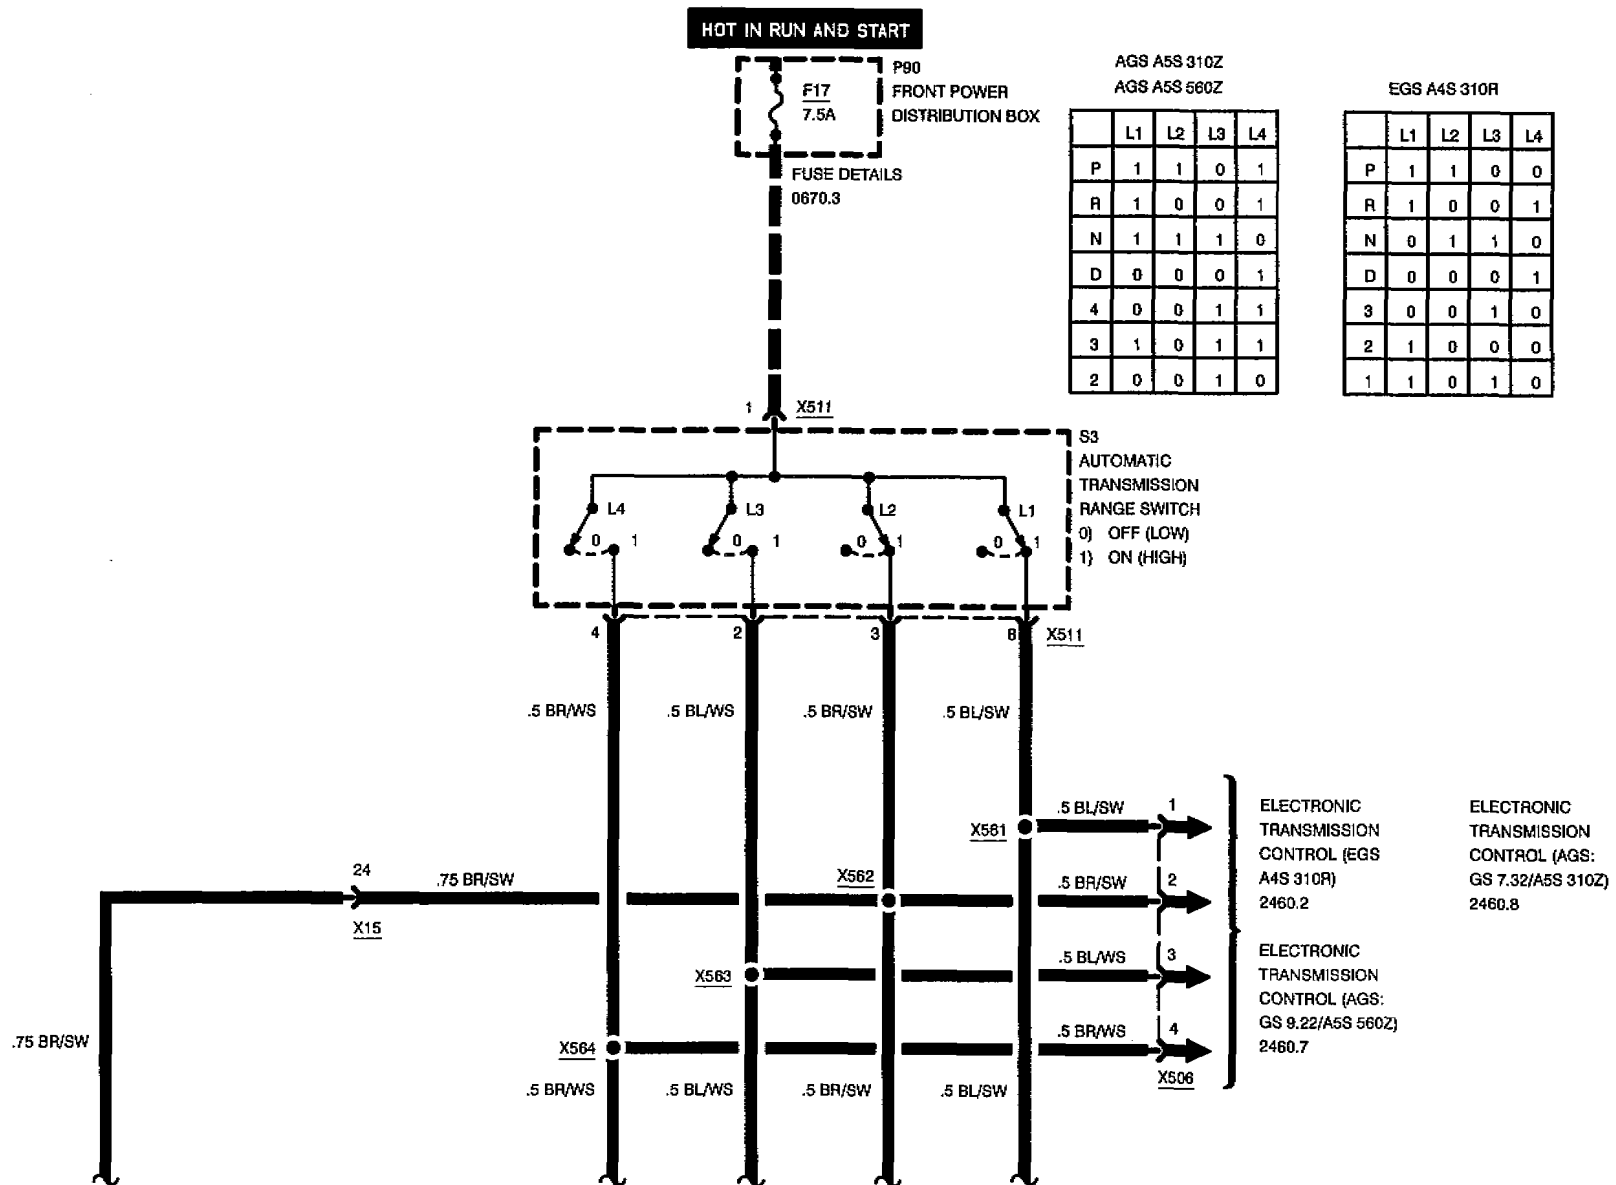 HOT IN RUN AND START
F17
7.5A
P90
FRONT POWER
DISTRIBUTION BOX
FUSE DETAILS
0670.3
AGS A5S 310Z
AGS A5S 560Z
L1 L2 L3 L4
P 1 1 0 1
R 1 0 0 1
N 1 1 1 0
D 0 0 0 1
4 0 0 1 1
3 1 0 1 1
2 0 0 1 0
EGS A4S 310R
L1 L2 L3 L4
P 1 1 0 0
R 1 0 0 1
N 0 1 1 0
D 0 0 0 1
3 0 0 1 0
2 1 0 0 0
1 1 0 1 0
1 X511
S3
AUTOMATIC
TRANSMISSION
RANGE SWITCH
0) OFF (LOW)
1) ON (HIGH)
L4 L3 L2 L1
0 1 0 1 0 1 0 1
4 2 3 8 X511
.5 BR/WS .5 BL/WS .5 BR/SW .5 BL/SW
X561 .5 BL/SW 1
24 .75 BR/SW X562 .5 BR/SW 2
X15
X563 .5 BL/WS 3
.75 BR/SW
X564 .5 BR/WS 4
X506
.5 BR/WS .5 BL/WS .5 BR/SW .5 BL/SW
ELECTRONIC
TRANSMISSION
CONTROL (EGS
A4S 310R)
2460.2
ELECTRONIC
TRANSMISSION
CONTROL (AGS:
GS 7.32/A5S 310Z)
2460.8
ELECTRONIC
TRANSMISSION
CONTROL (AGS:
GS 9.22/A5S 560Z)
2460.7